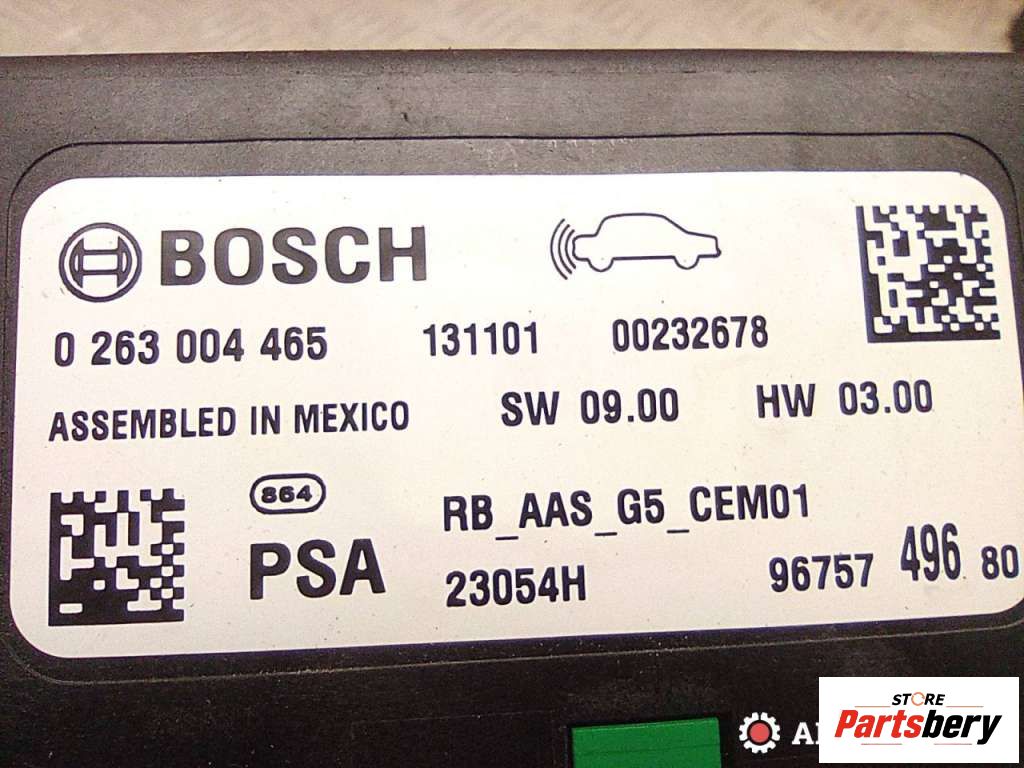 BOSCH
0 263 004 465 131101 00232678
ASSEMBLED IN MEXICO SW 09.00 HW 03.00
864 RB_AAS_G5_CEM01
PSA 23054H 96757 496 80
STORE
Partsbery